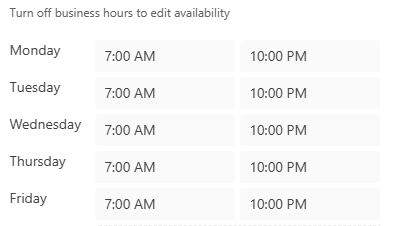 Turn off business hours to edit availability
Monday 7:00 AM 10:00 PM
Tuesday 7:00 AM 10:00 PM
Wednesday 7:00 AM 10:00 PM
Thursday 7:00 AM 10:00 PM
Friday 7:00 AM 10:00 PM